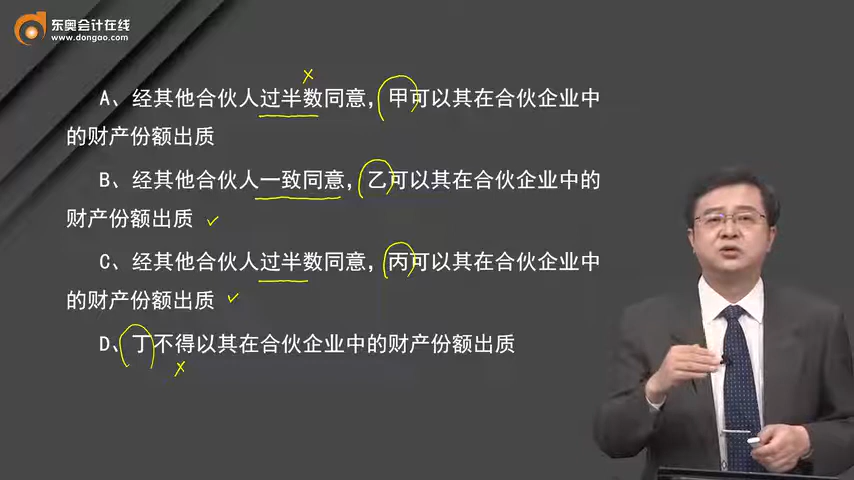 东奥会计在线
www.dongao.com
A、经其他合伙人过半数同意，甲可以其在合伙企业中
的财产份额出质
B、经其他合伙人一致同意，乙可以其在合伙企业中的
财产份额出质
C、经其他合伙人过半数同意，丙可以其在合伙企业中
的财产份额出质
D、丁不得以其在合伙企业中的财产份额出质